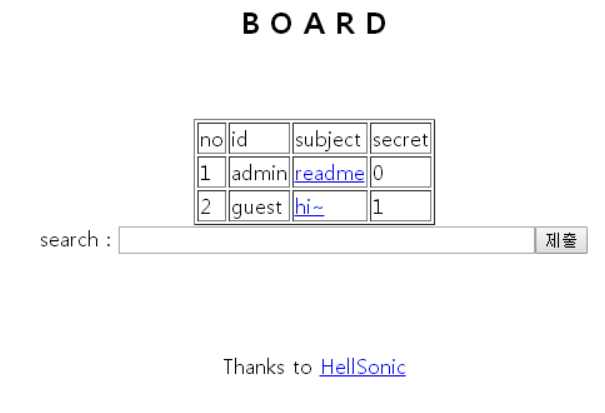 B O A R D
no id subject secret
1 admin readme 0
2 guest hi~ 1
search : 제출
Thanks to HellSonic